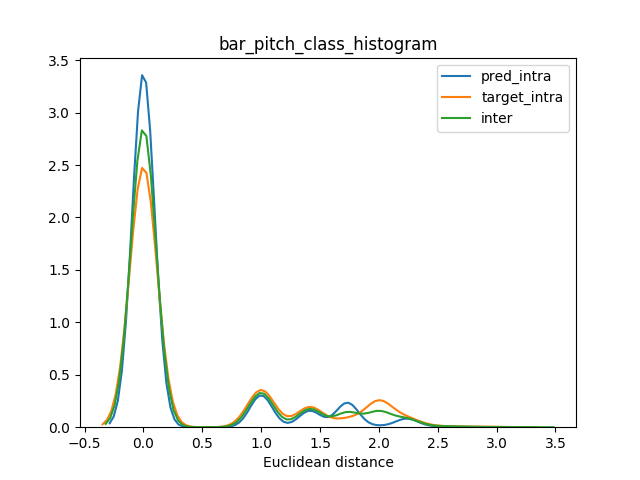 bar_pitch_class_histogram
pred_intra
target_intra
inter
3.5
3.0
2.5
2.0
1.5
1.0
0.5
0.0
−0.5 0.0 0.5 1.0 1.5 2.0 2.5 3.0 3.5
Euclidean distance